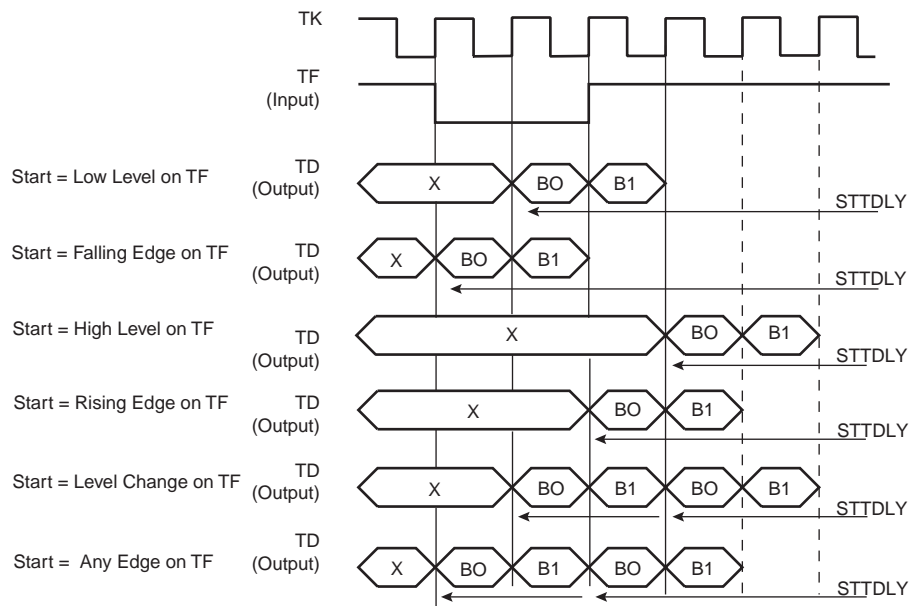 TK
TF
(Input)
Start = Low Level on TF
TD
(Output)
X
BO
B1
STTDLY
Start = Falling Edge on TF
TD
(Output)
X
BO
B1
STTDLY
Start = High Level on TF
TD
(Output)
X
BO
B1
STTDLY
Start = Rising Edge on TF
TD
(Output)
X
BO
B1
STTDLY
Start = Level Change on TF
TD
(Output)
X
BO
B1
BO
B1
STTDLY
Start = Any Edge on TF
TD
(Output)
X
BO
B1
BO
B1
STTDLY